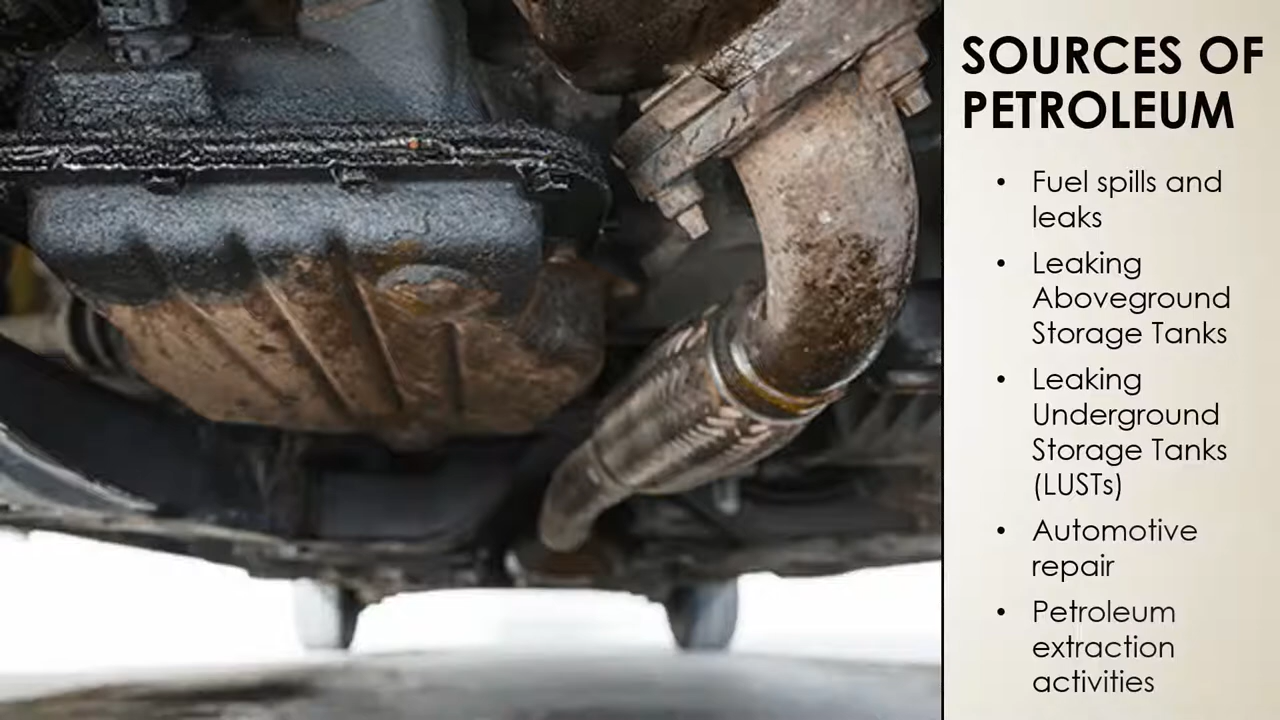 SOURCES OF
PETROLEUM
• Fuel spills and
leaks
• Leaking
Aboveground
Storage Tanks
• Leaking
Underground
Storage Tanks
(LUSTs)
• Automotive
repair
• Petroleum
extraction
activities